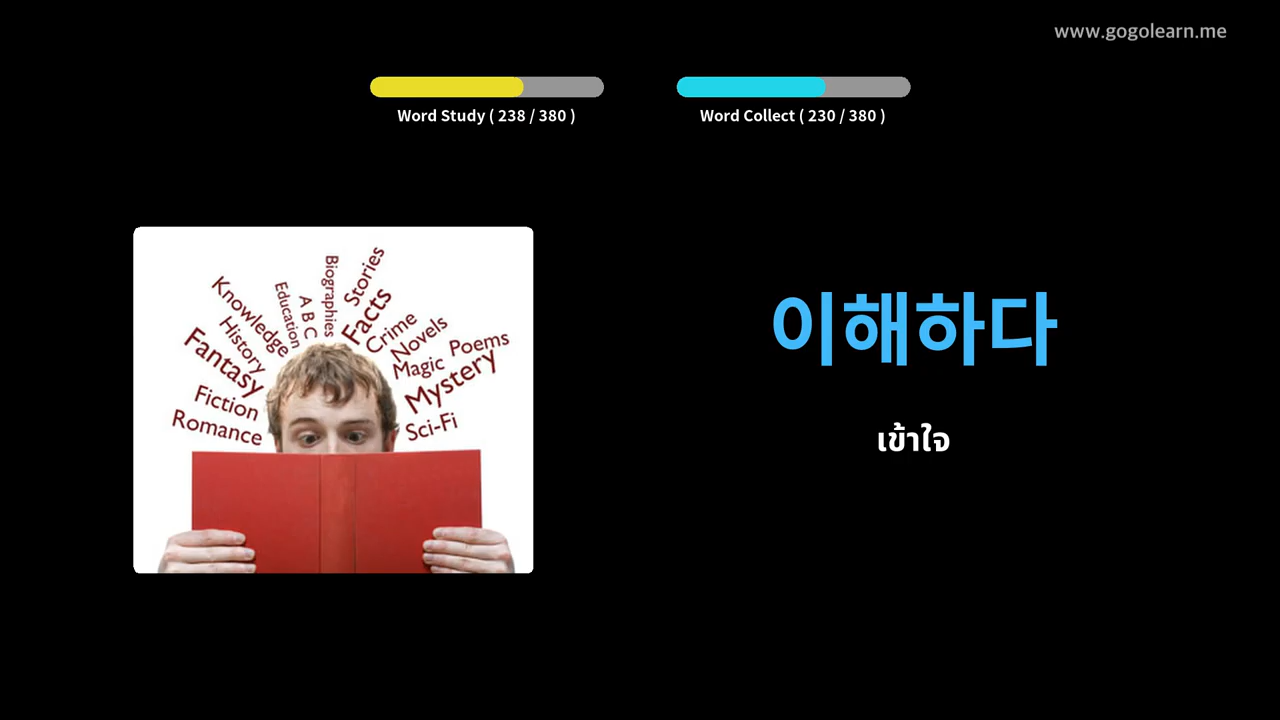 www.gogolearn.me
Word Study ( 238 / 380 )
Word Collect ( 230 / 380 )
Knowledge
History
Fantasy
Fiction
Romance
Education
A B C
Biographies
Stories
Facts
Crime
Novels
Magic
Poems
Mystery
Sci-Fi
이해하다
เข้าใจ